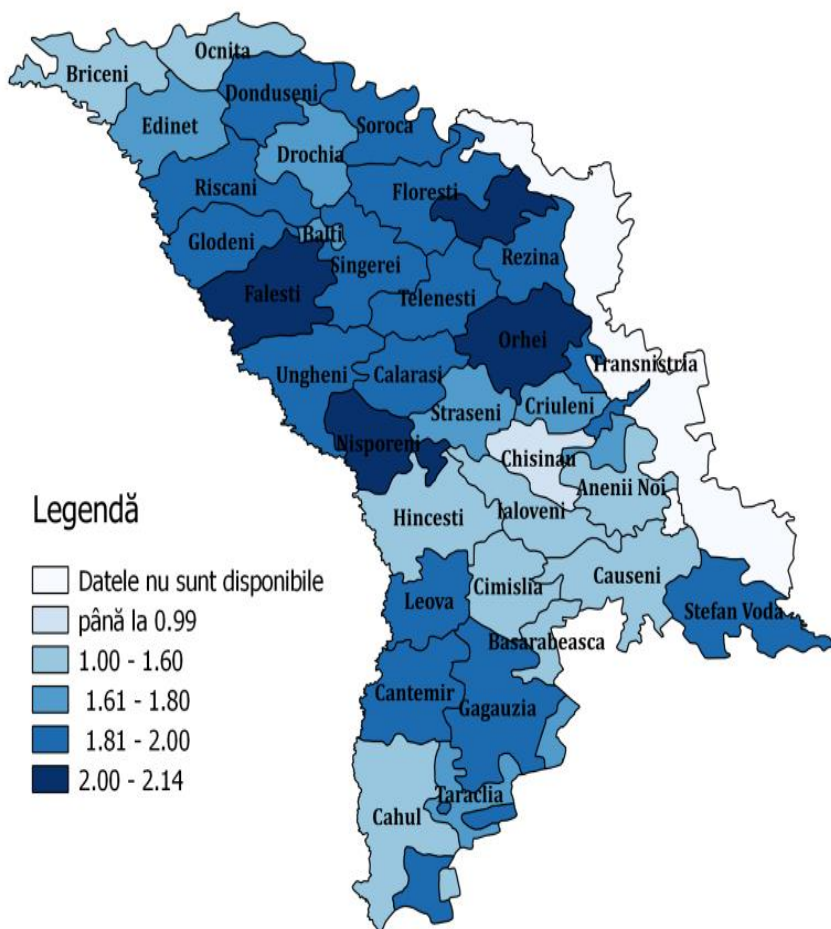 Ocnita
Briceni
Donduseni
Edinet
Soroca
Drochia
Riscani
Floresti
Balti
Glodeni
Singerei
Rezina
Falesti
Telenesti
Orhei
Transnistria
Ungheni
Calarasi
Straseni
Criuleni
Nisporeni
Chisinau
Anenii Noi
Ialoveni
Hincesti
Cimislia
Causeni
Leova
Stefan Voda
Basarabeasca
Cantemir
Gagauzia
Taraclia
Cahul
Legendă
Datele nu sunt disponibile
până la 0.99
1.00 - 1.60
1.61 - 1.80
1.81 - 2.00
2.00 - 2.14